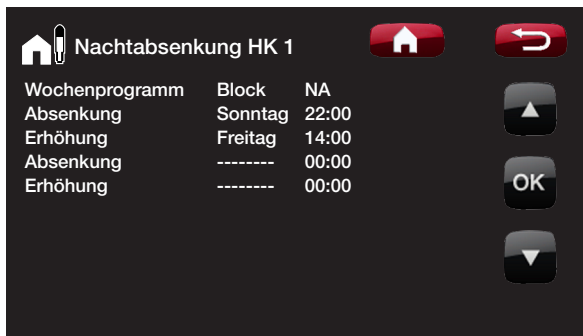 Nachtabsenkung HK 1
Wochenprogramm Block NA
Absenkung Sonntag 22:00
Erhöhung Freitag 14:00
Absenkung -------- 00:00
Erhöhung -------- 00:00
OK